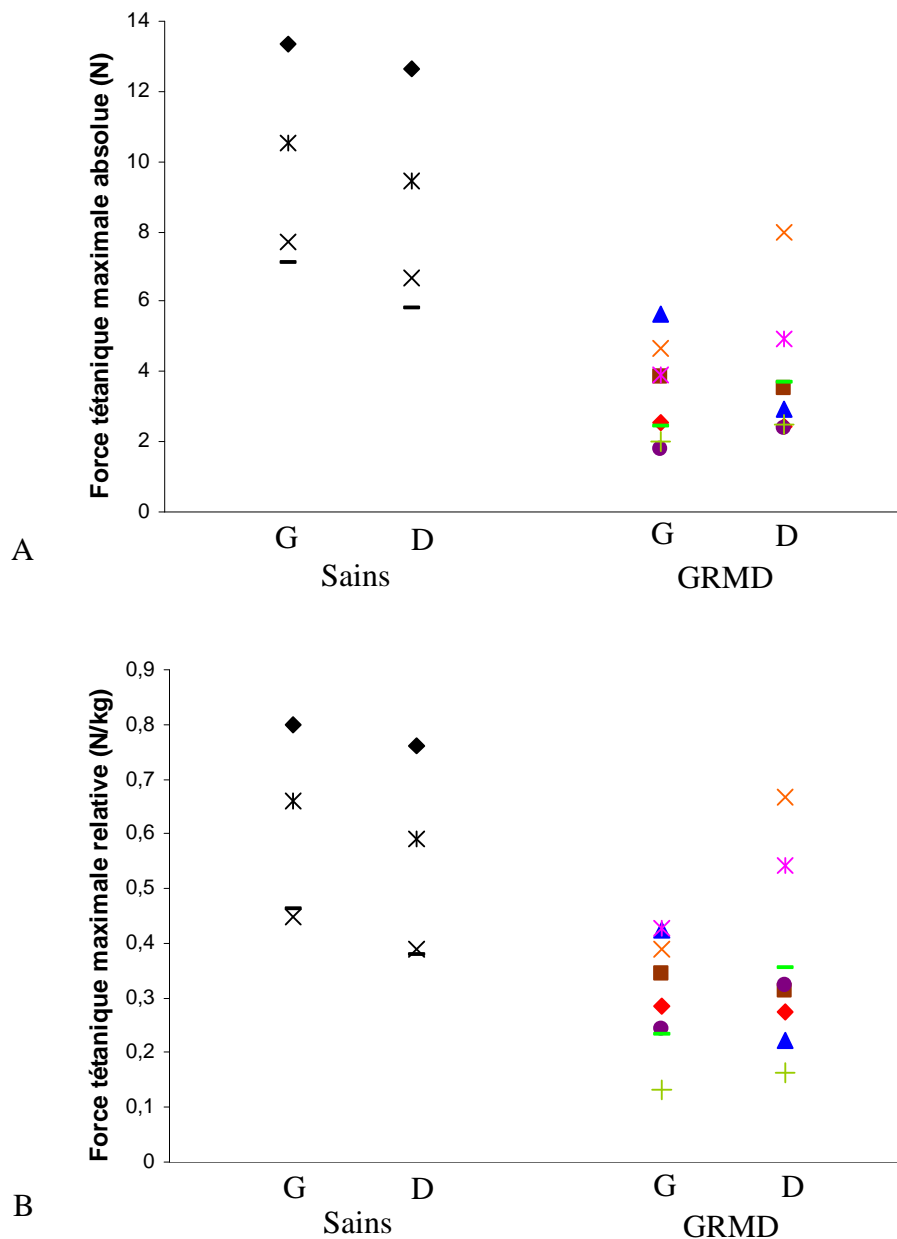 Force tétanique maximale absolue (N)
14
12
10
8
6
4
2
0
G D G D
A
Sains GRMD
Force tétanique maximale relative (N/kg)
0,9
0,8
0,7
0,6
0,5
0,4
0,3
0,2
0,1
0
G D G D
B
Sains GRMD